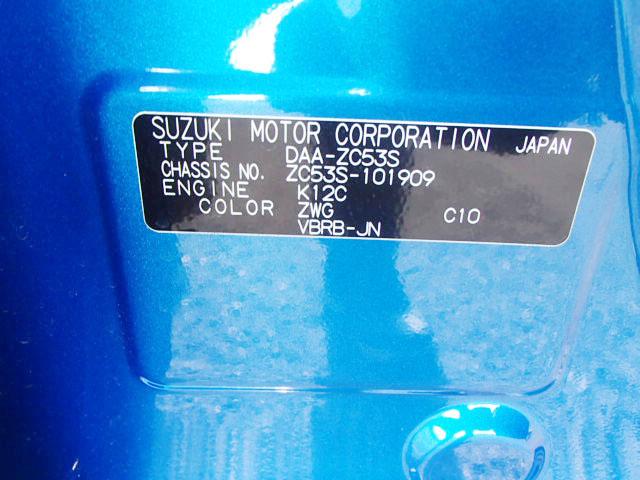 SUZUKI MOTOR CORPORATION JAPAN
TYPE DAA-ZC53S
CHASSIS NO. ZC53S-101909
ENGINE K12C
COLOR ZWG C10
VBRB-JN